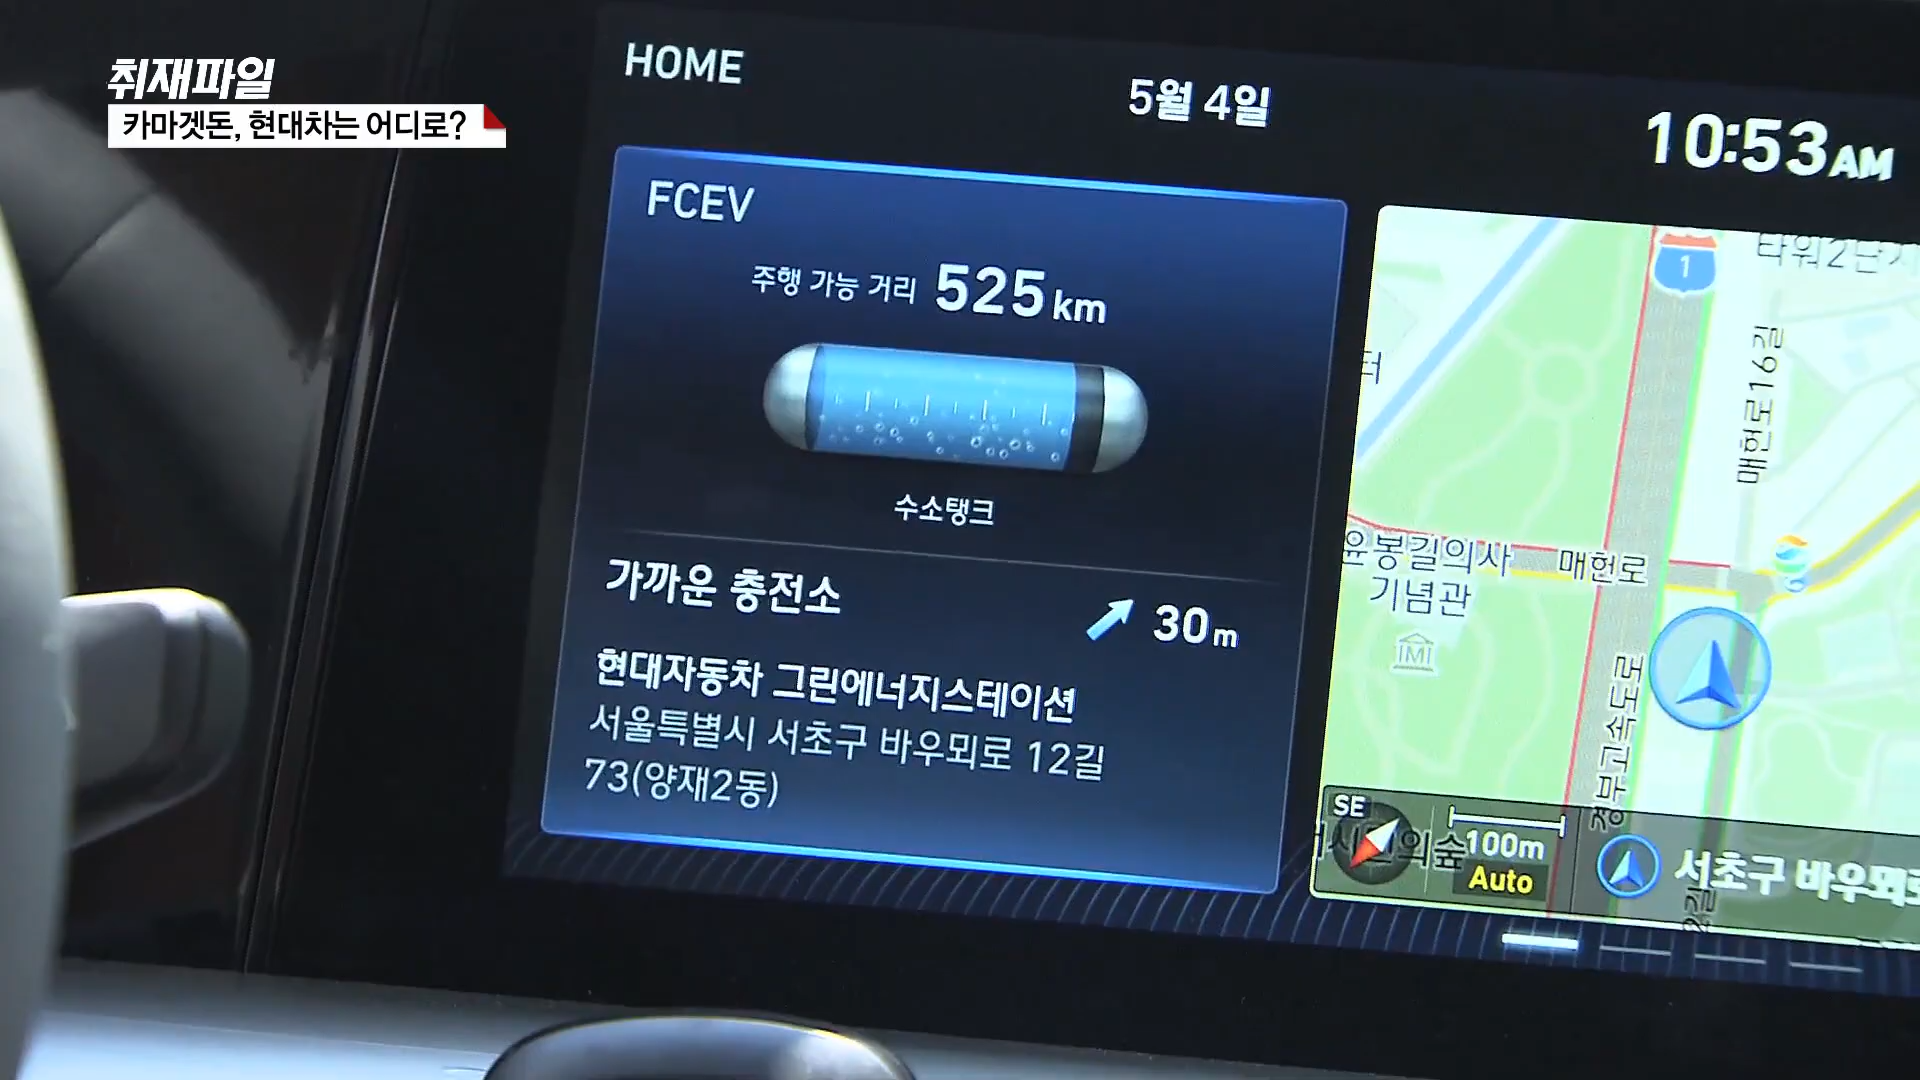 취재파일
카마겟돈, 현대차는 어디로?
HOME
5월 4일
10:53AM
FCEV
주행 가능 거리 525 km
수소탱크
가까운 충전소
30m
현대자동차 그린에너지스테이션
서울특별시 서초구 바우뫼로 12길
73(양재2동)
1
매헌로16길
윤봉길의사
기념관
매헌로
경부고속도로
SE
100m
Auto
서초구 바우뫼로